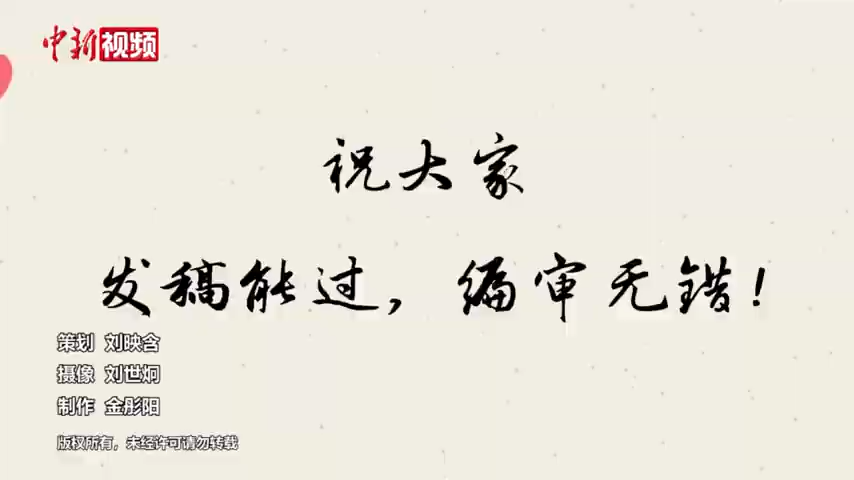 中新视频
祝大家
发稿能过，编审无错！
策划 刘映含
摄像 刘世炯
制作 金彤阳
版权所有，未经许可请勿转载